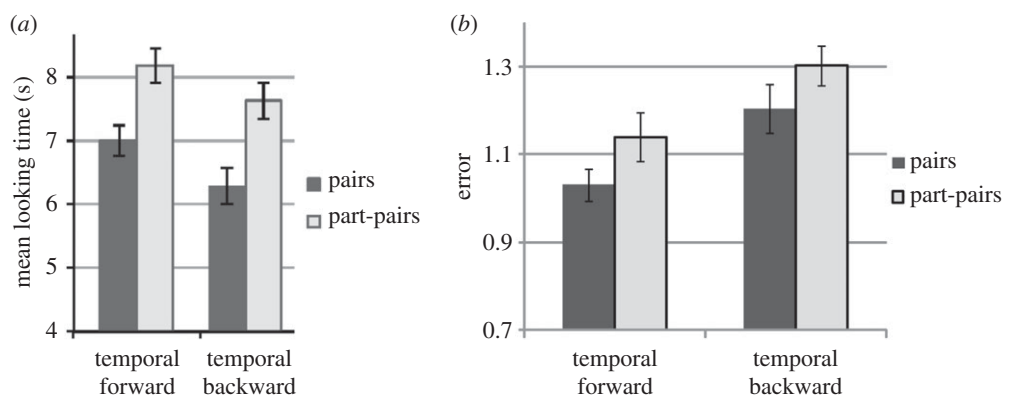 (a)
mean looking time (s)
8
7
6
5
4
temporal
forward
temporal
backward
pairs
part-pairs
(b)
error
1.3
1.1
0.9
0.7
temporal
forward
temporal
backward
pairs
part-pairs